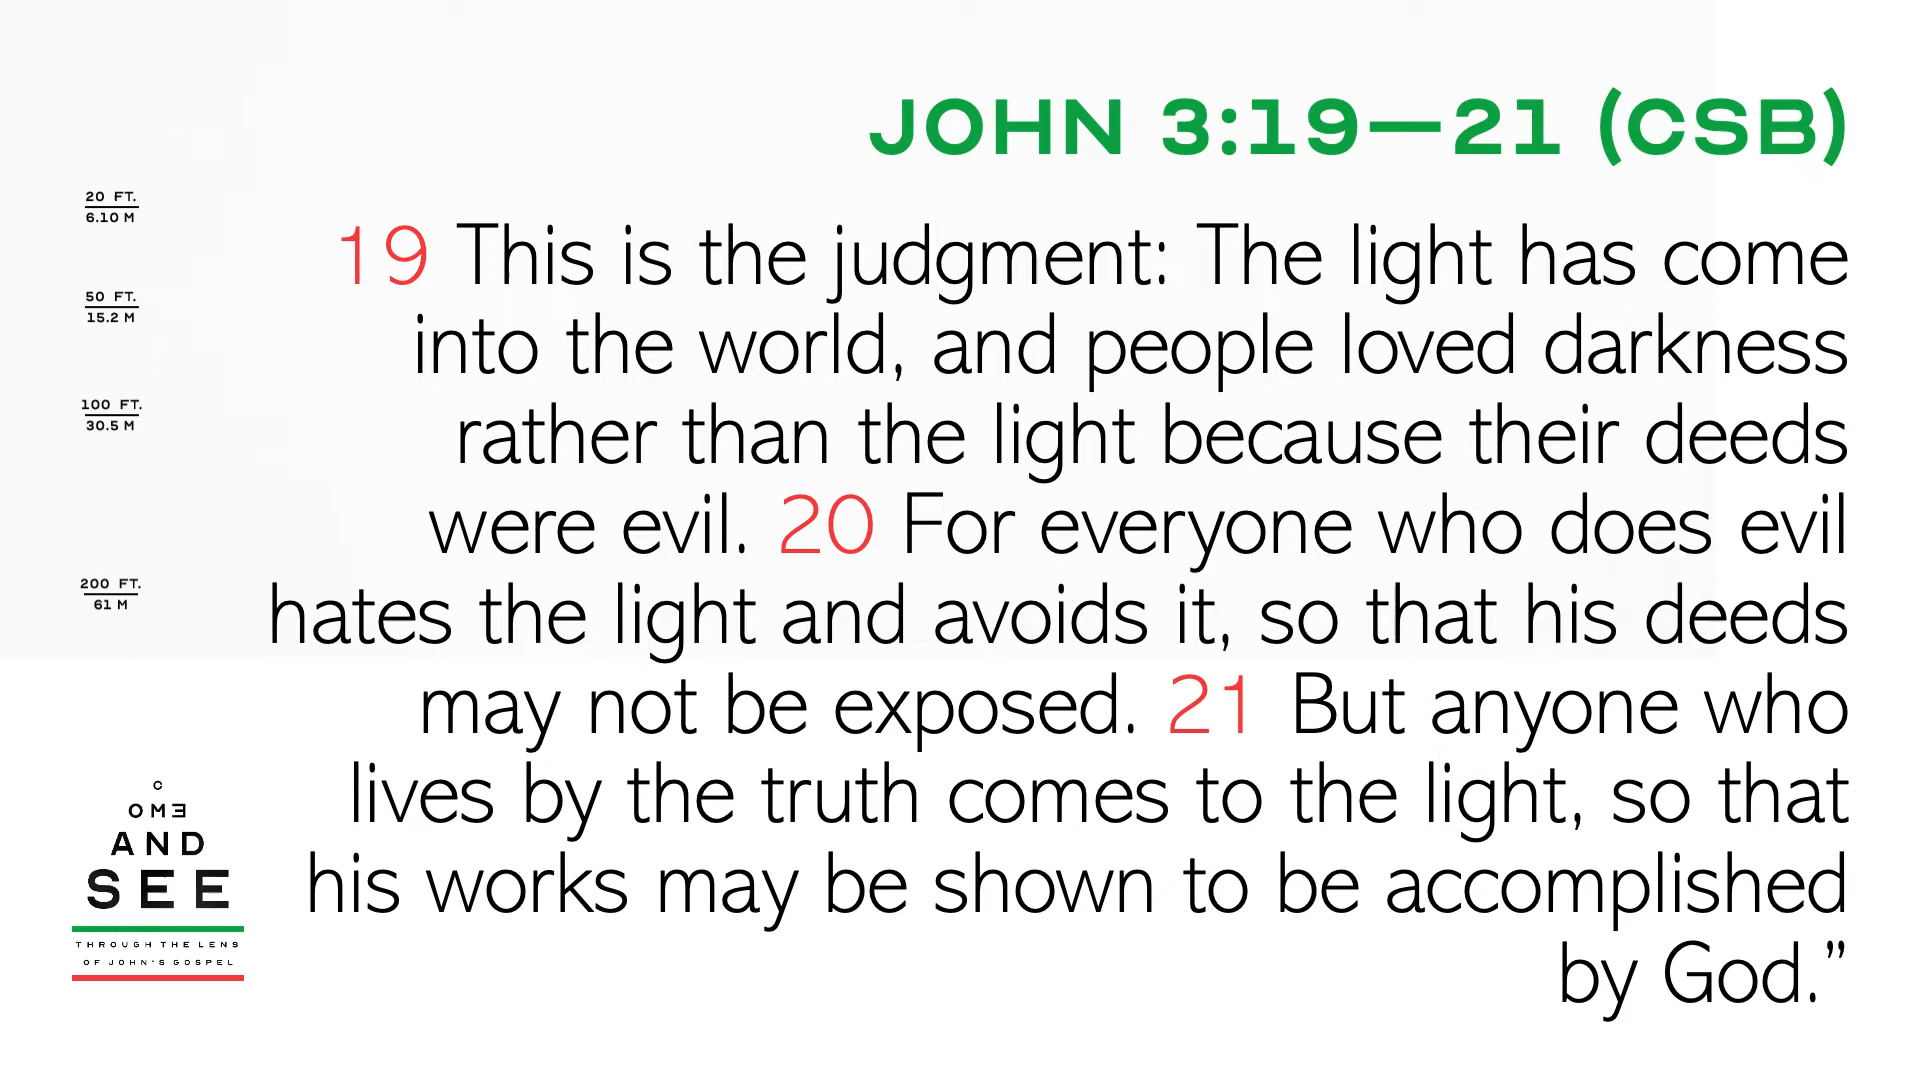 JOHN 3:19—21 (CSB)
20 FT.
6.10 M
50 FT.
15.2 M
100 FT.
30.5 M
200 FT.
61 M
19 This is the judgment: The light has come
into the world, and people loved darkness
rather than the light because their deeds
were evil. 20 For everyone who does evil
hates the light and avoids it, so that his deeds
may not be exposed. 21 But anyone who
lives by the truth comes to the light, so that
his works may be shown to be accomplished
by God.”
C
OME
AND
SEE
THROUGH THE LENS
OF JOHN'S GOSPEL